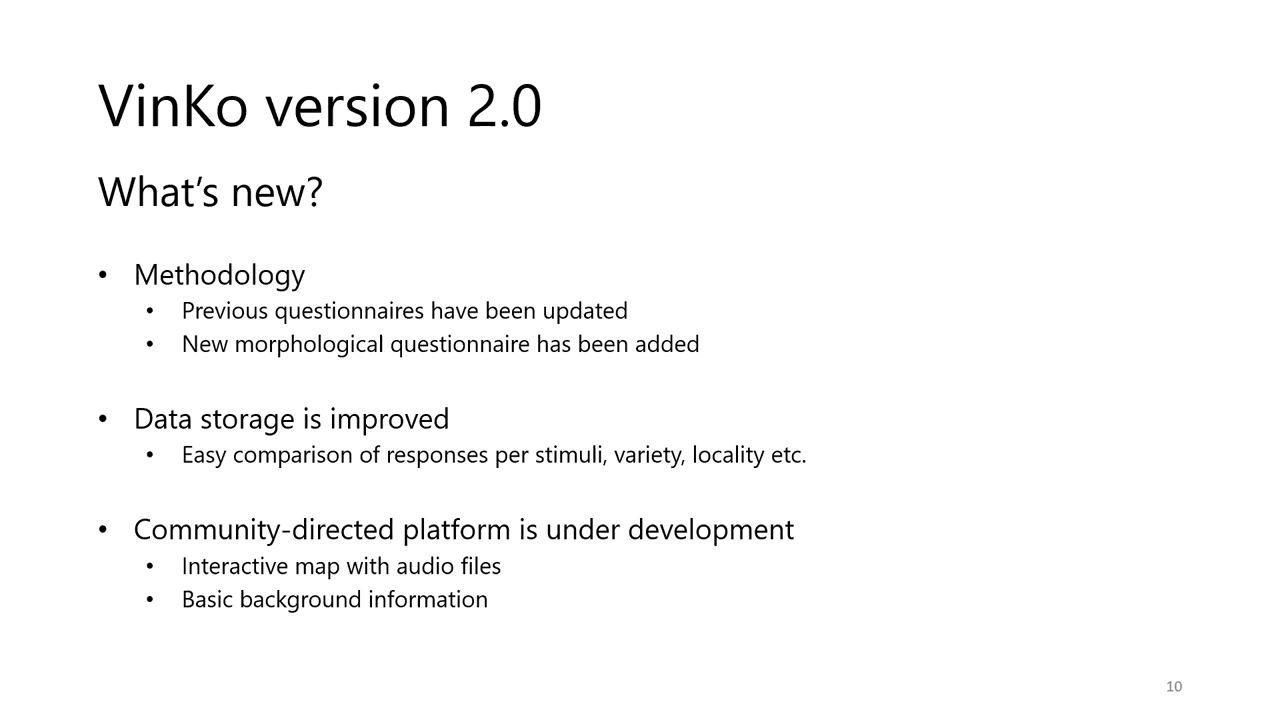 VinKo version 2.0
What’s new?
• Methodology
• Previous questionnaires have been updated
• New morphological questionnaire has been added
• Data storage is improved
• Easy comparison of responses per stimuli, variety, locality etc.
• Community-directed platform is under development
• Interactive map with audio files
• Basic background information
10